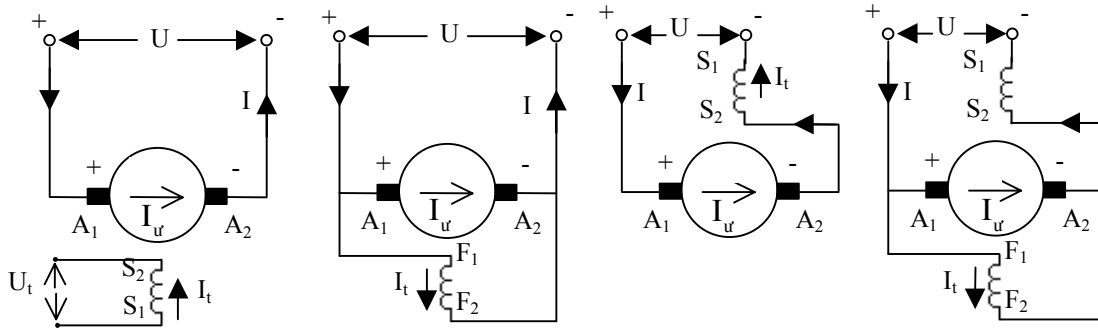 + U -
I
+ -
A1 Iư A2
Ut S2 It
S1
+ U -
I
+ -
A1 Iư A2
It F1
F2
+ U -
S1 It
I
S2
+ -
A1 Iư A2
+ U -
S1
I
S2
+ -
A1 Iư A2
It F1
F2